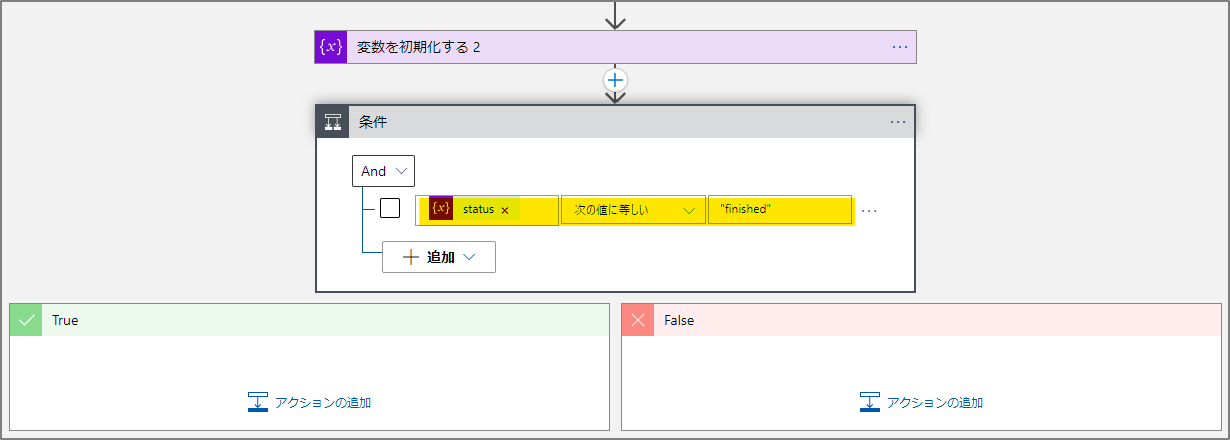 {x} 変数を初期化する 2 ...
条件 ...
And
{x} status × 次の値に等しい "finished" ...
追加
True
False
アクションの追加
アクションの追加